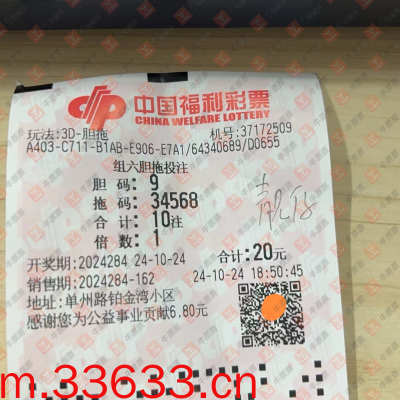 中国福利彩票
CHINA WELFARE LOTTERY
玩法:3D-胆拖 机号:37172509
A403-C711-B1AB-E906-E7A1/64340689/D0655
组六胆拖投注
胆 码: 9
拖 码: 34568
合 计: 10注
倍 数: 1
开奖期:2024284 24-10-24 合计:20元
销售期:2024284-162 24-10-24 18:50:45
地址:单州路铂金湾小区
感谢您为公益事业贡献6.80元
m.33633.cn